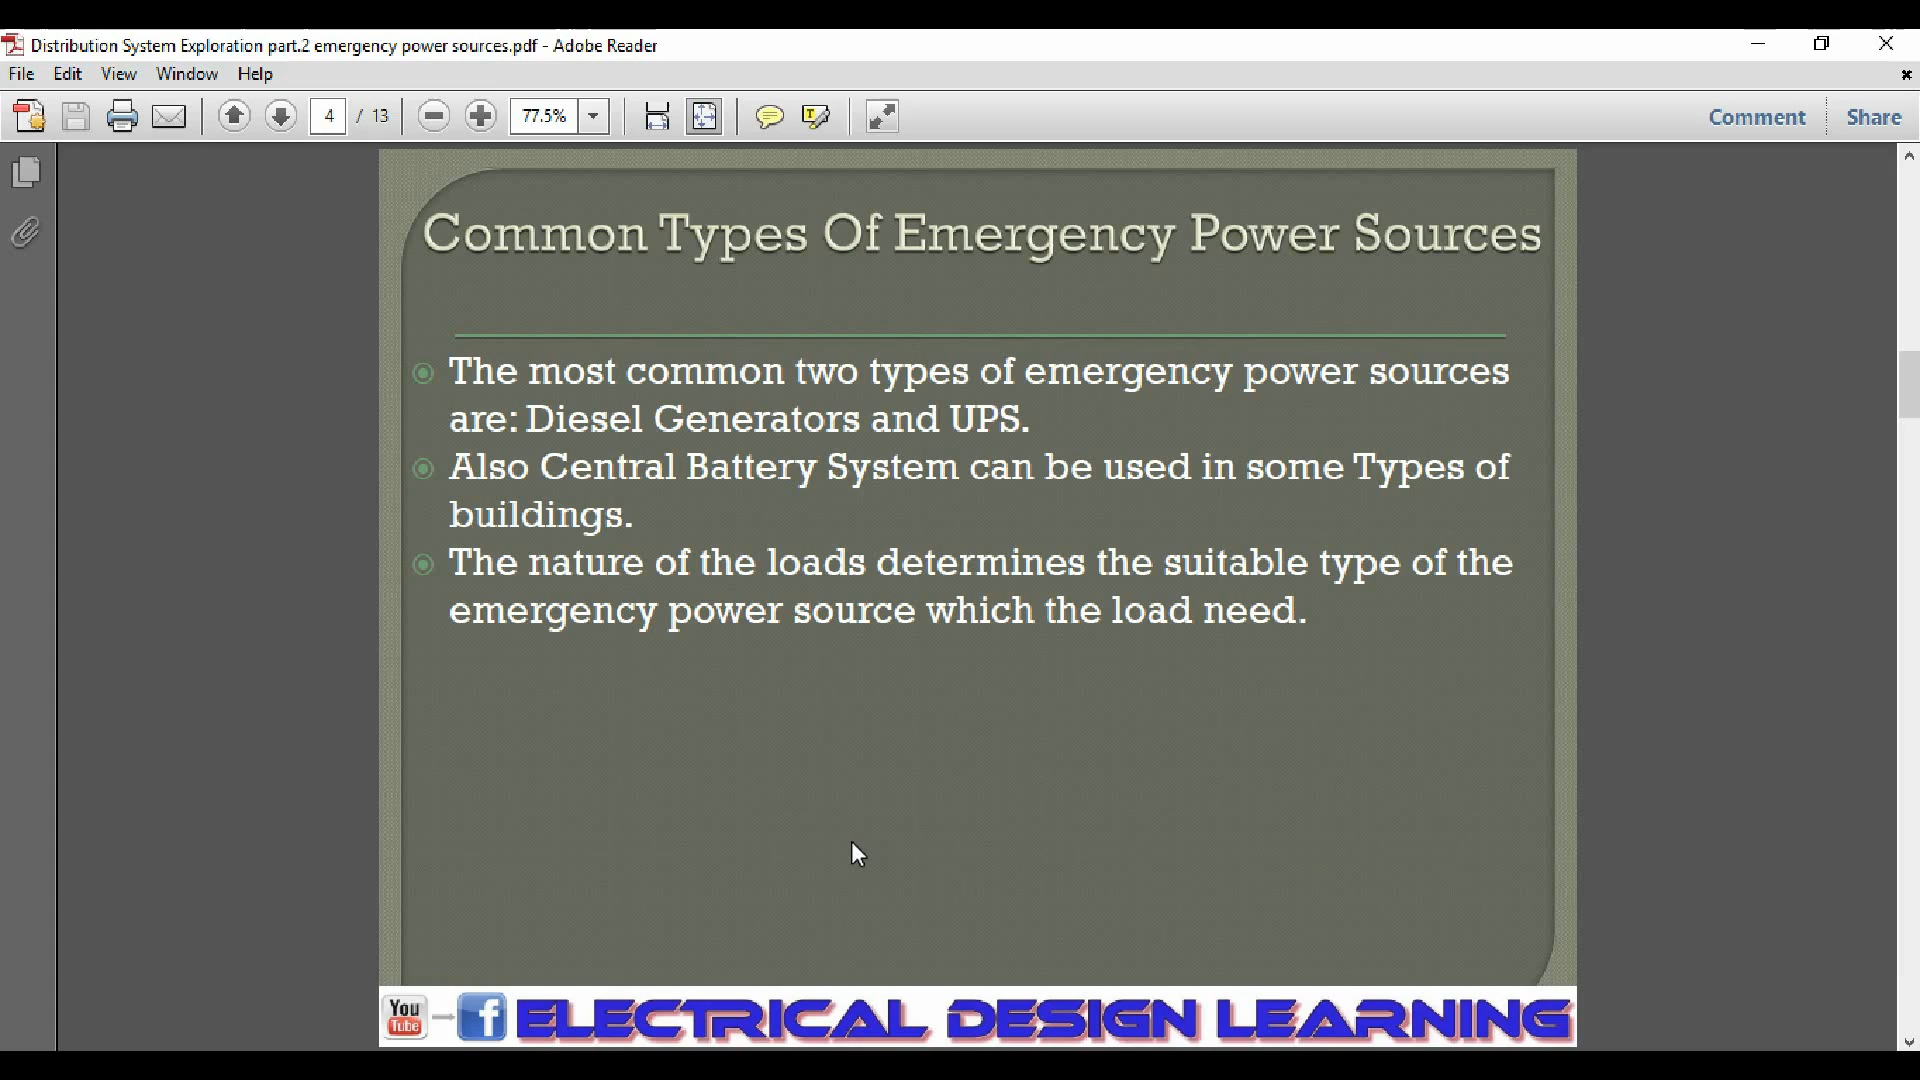 Distribution System Exploration part.2 emergency power sources.pdf - Adobe Reader
File Edit View Window Help
4 / 13 77.5% Comment Share
Common Types Of Emergency Power Sources
The most common two types of emergency power sources
are: Diesel Generators and UPS.
Also Central Battery System can be used in some Types of
buildings.
The nature of the loads determines the suitable type of the
emergency power source which the load need.
You
Tube
f ELECTRICAL DESIGN LEARNING